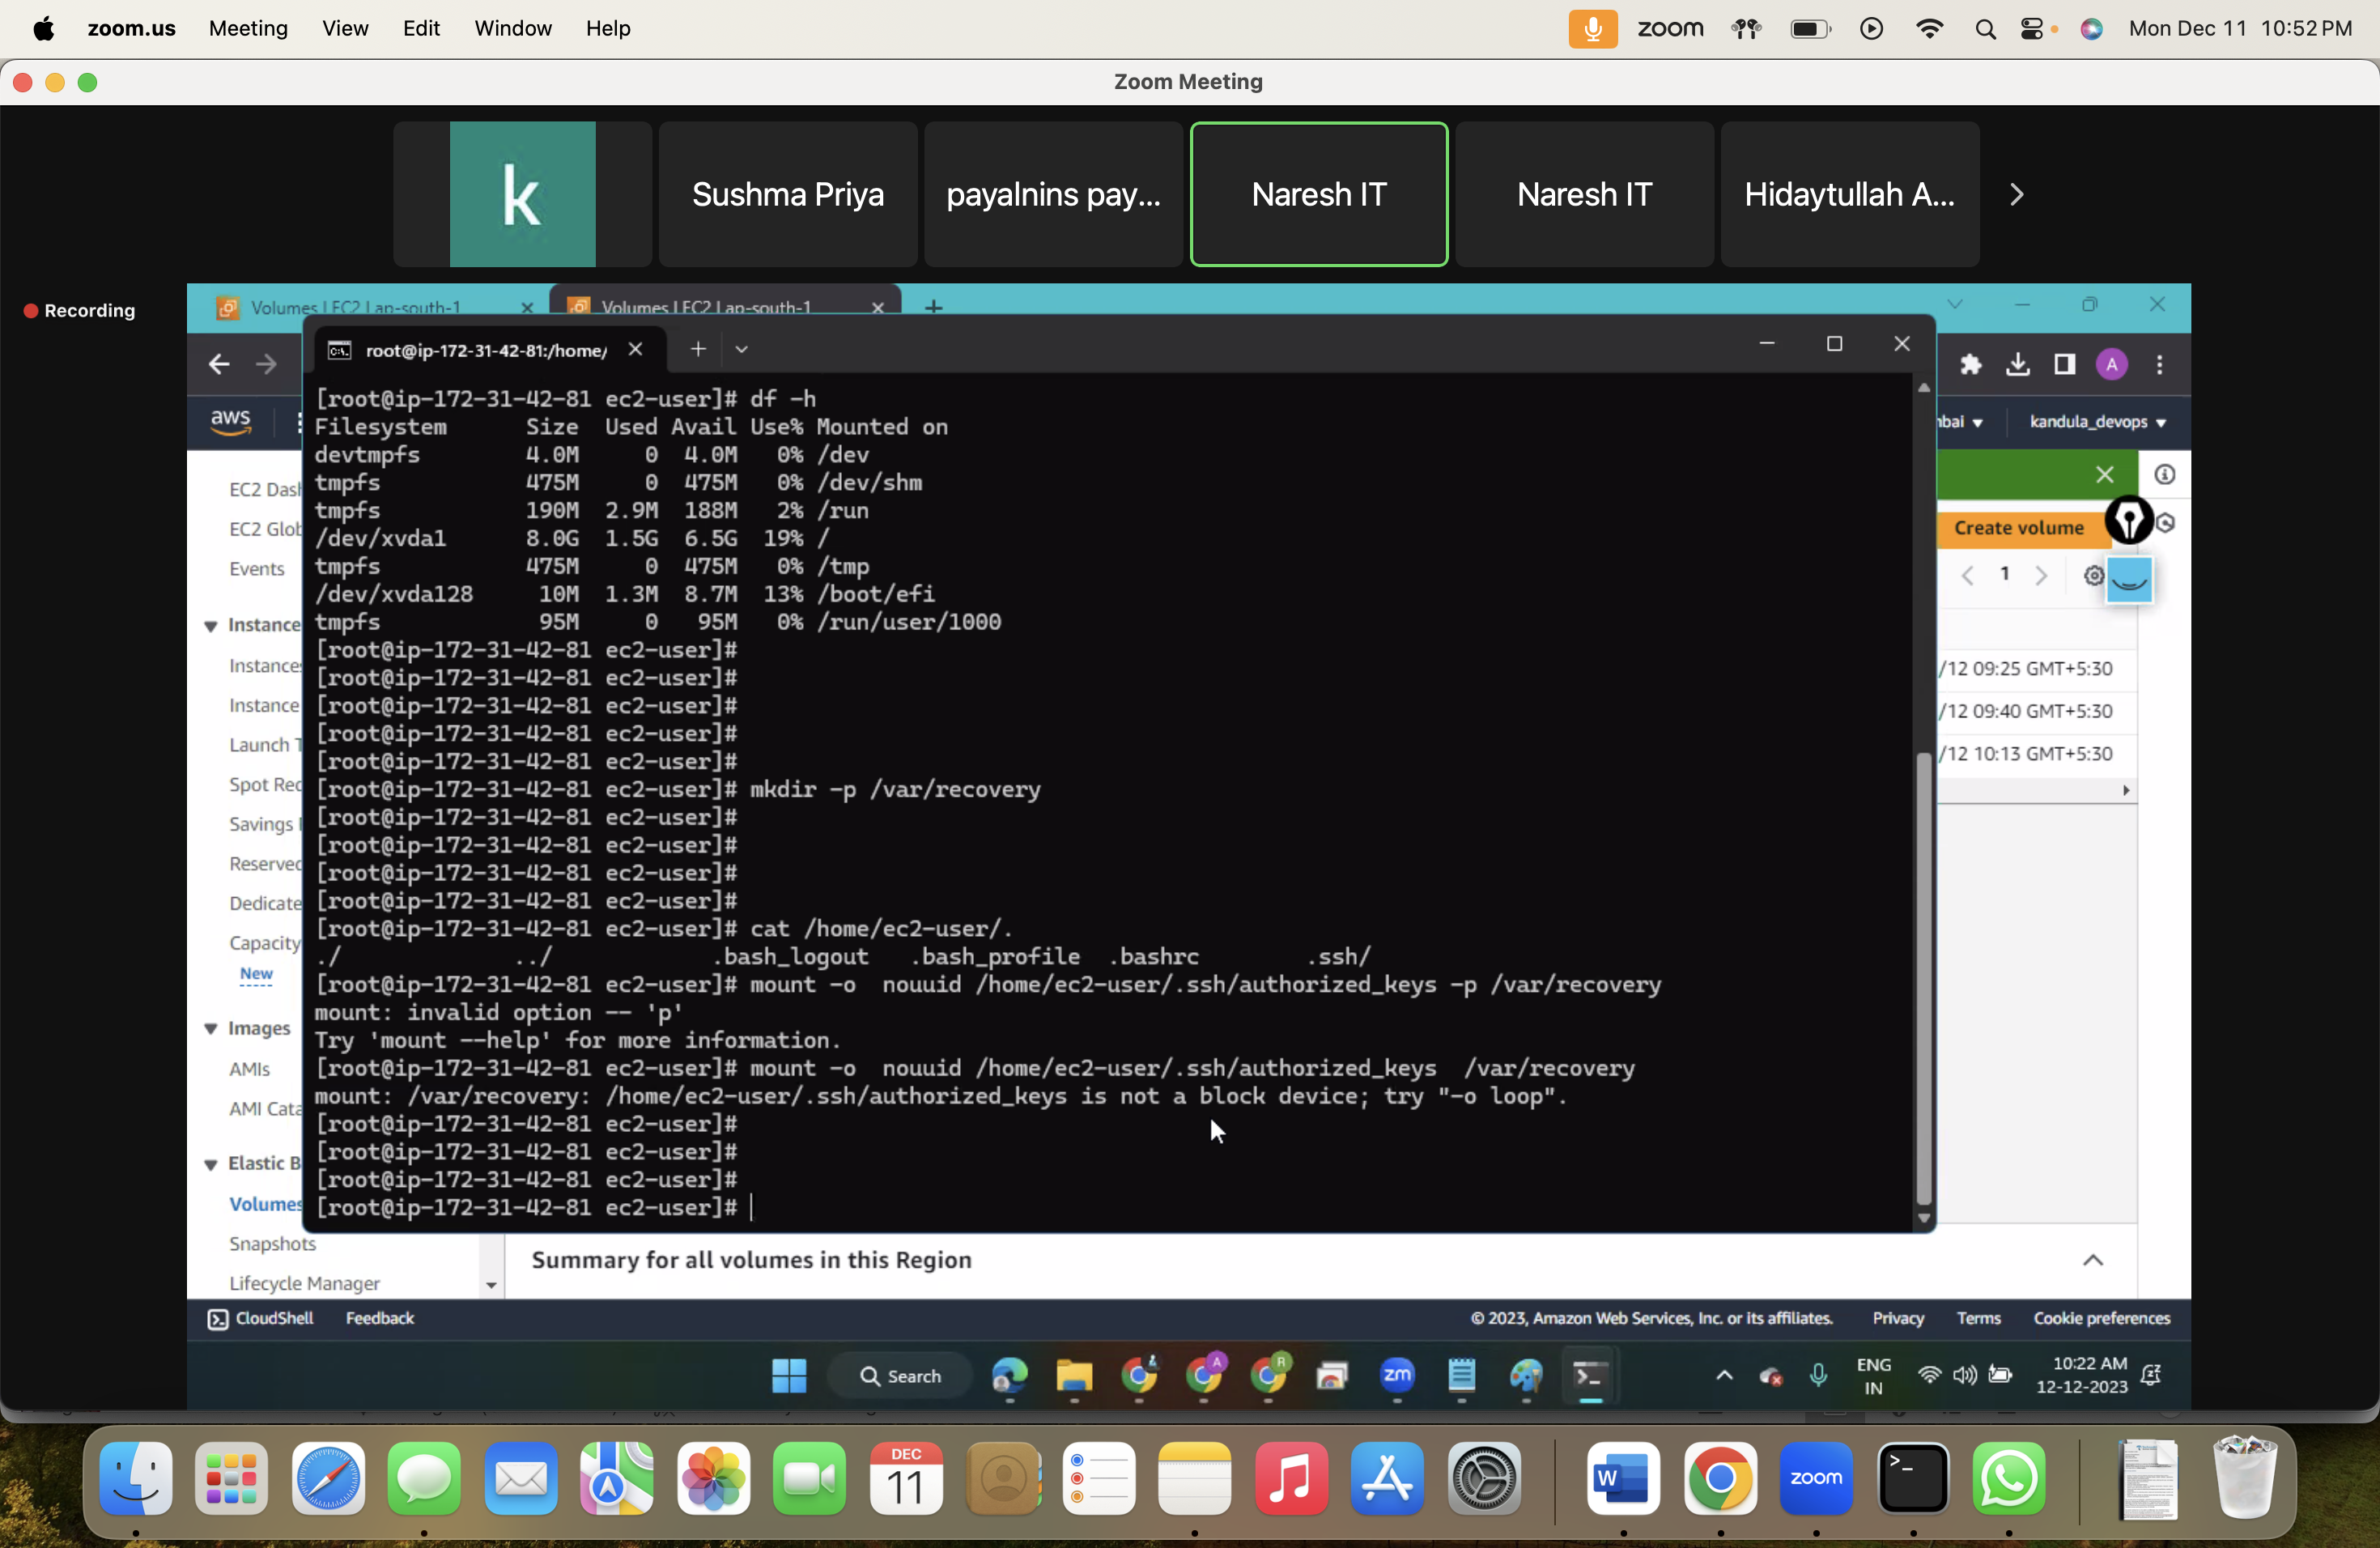 zoom.us Meeting View Edit Window Help zoom Mon Dec 11 10:52 PM
Zoom Meeting
k
Sushma Priya
payalnins pay...
Naresh IT
Naresh IT
Hidaytullah A...
Recording
Volumes | EC2 | ap-south-1
Volumes | EC2 | ap-south-1
root@ip-172-31-42-81:/home/
A
aws
kandula_devops
[root@ip-172-31-42-81 ec2-user]# df -h
Filesystem Size Used Avail Use% Mounted on
devtmpfs 4.0M 0 4.0M 0% /dev
tmpfs 475M 0 475M 0% /dev/shm
tmpfs 190M 2.9M 188M 2% /run
/dev/xvda1 8.0G 1.5G 6.5G 19% /
tmpfs 475M 0 475M 0% /tmp
/dev/xvda128 10M 1.3M 8.7M 13% /boot/efi
tmpfs 95M 0 95M 0% /run/user/1000
[root@ip-172-31-42-81 ec2-user]#
[root@ip-172-31-42-81 ec2-user]#
[root@ip-172-31-42-81 ec2-user]#
[root@ip-172-31-42-81 ec2-user]#
[root@ip-172-31-42-81 ec2-user]#
[root@ip-172-31-42-81 ec2-user]# mkdir -p /var/recovery
[root@ip-172-31-42-81 ec2-user]#
[root@ip-172-31-42-81 ec2-user]#
[root@ip-172-31-42-81 ec2-user]#
[root@ip-172-31-42-81 ec2-user]#
[root@ip-172-31-42-81 ec2-user]# cat /home/ec2-user/.
./ ../ .bash_logout .bash_profile .bashrc .ssh/
[root@ip-172-31-42-81 ec2-user]# mount -o nouuid /home/ec2-user/.ssh/authorized_keys -p /var/recovery
mount: invalid option -- 'p'
Try 'mount --help' for more information.
[root@ip-172-31-42-81 ec2-user]# mount -o nouuid /home/ec2-user/.ssh/authorized_keys /var/recovery
mount: /var/recovery: /home/ec2-user/.ssh/authorized_keys is not a block device; try "-o loop".
[root@ip-172-31-42-81 ec2-user]#
[root@ip-172-31-42-81 ec2-user]#
[root@ip-172-31-42-81 ec2-user]#
[root@ip-172-31-42-81 ec2-user]#
EC2 Dash
EC2 Glob
Events
Instance
Instances
Instance
Launch T
Spot Rec
Savings
Reserved
Dedicate
Capacity
New
Images
AMIs
AMI Cata
Elastic B
Volumes
Snapshots
Lifecycle Manager
Create volume
1
/12 09:25 GMT+5:30
/12 09:40 GMT+5:30
/12 10:13 GMT+5:30
Summary for all volumes in this Region
CloudShell Feedback © 2023, Amazon Web Services, Inc. or its affiliates. Privacy Terms Cookie preferences
Search
A
R
zm
ENG
IN
10:22 AM
12-12-2023
DEC
11
W
zoom